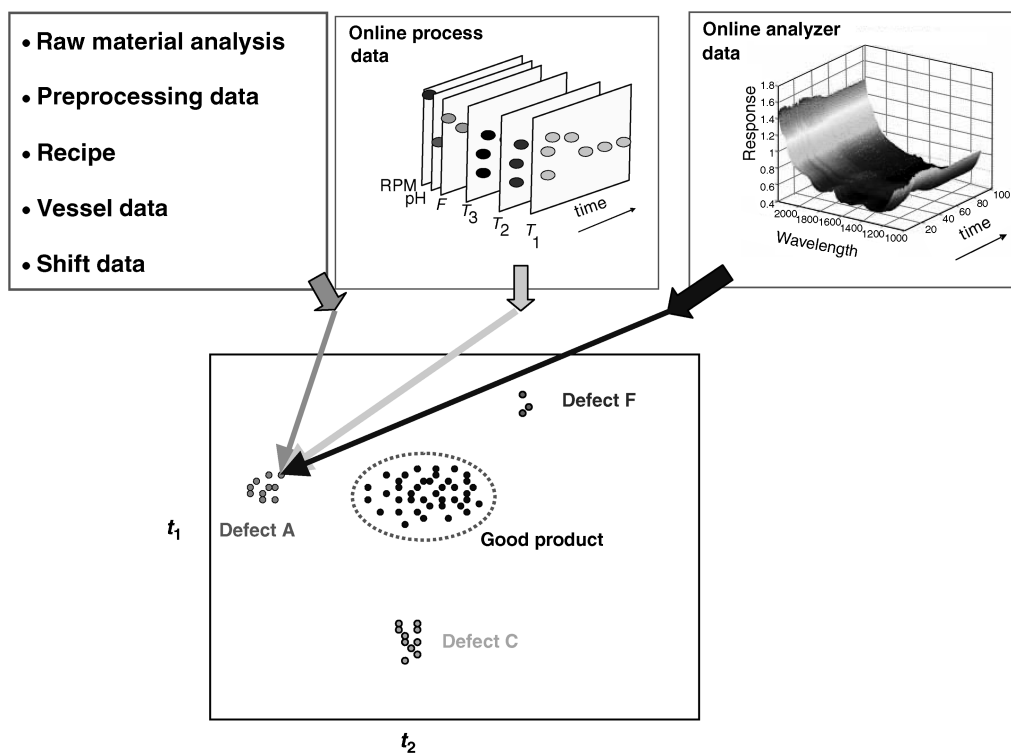 • Raw material analysis
• Preprocessing data
• Recipe
• Vessel data
• Shift data
Online process
data
RPM
pH
F
T3
T2
T1
time
Online analyzer
data
Response
1.8
1.6
1.4
1.2
1
0.8
0.6
0.4
2000
1800
1600
1400
1200
1000
Wavelength
20
40
60
80
100
time
Defect F
Defect A
Good product
Defect C
t1
t2